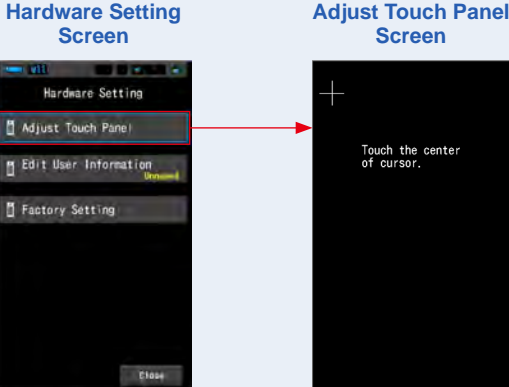 Hardware Setting
Screen
Adjust Touch Panel
Screen
Hardware Setting
Adjust Touch Panel
Edit User Information
Unnamed
Factory Setting
Close
Touch the center
of cursor.